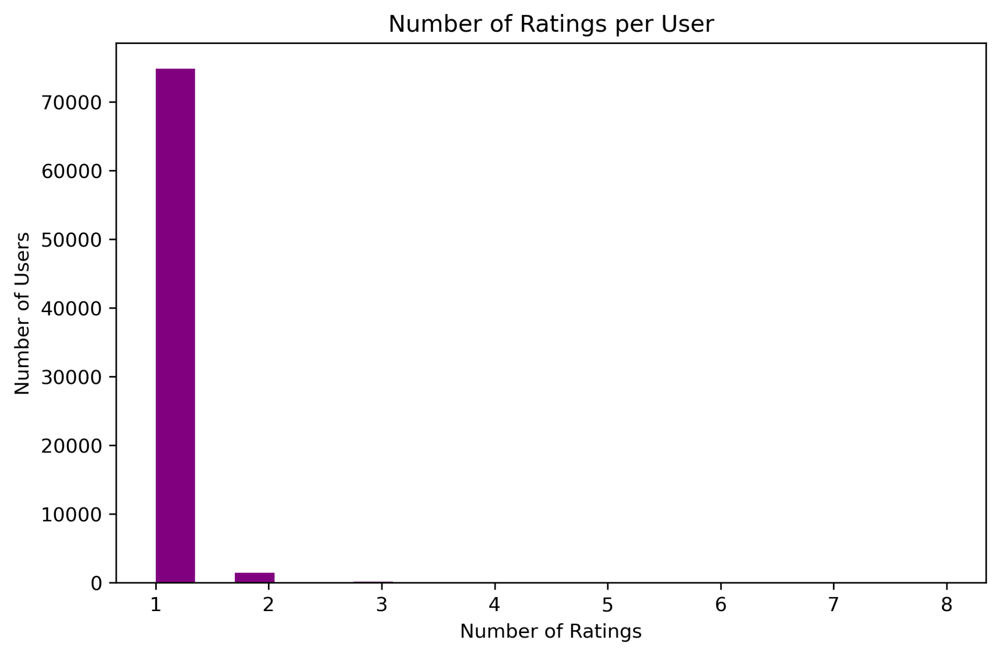 Number of Ratings per User
Number of Users
70000
60000
50000
40000
30000
20000
10000
0
1 2 3 4 5 6 7 8
Number of Ratings